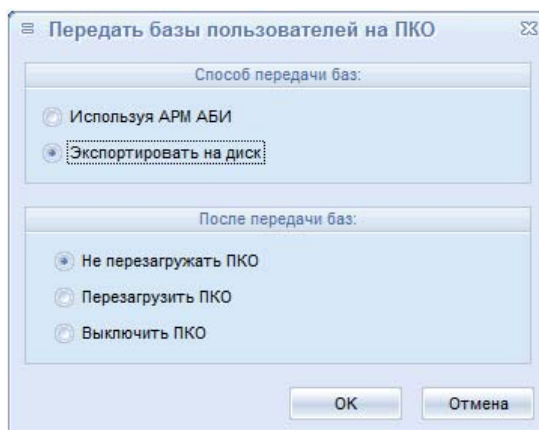 Передать базы пользователей на ПКО
Способ передачи баз:
Используя АРМ АБИ
Экспортировать на диск
После передачи баз:
Не перезагружать ПКО
Перезагрузить ПКО
Выключить ПКО
OK Отмена